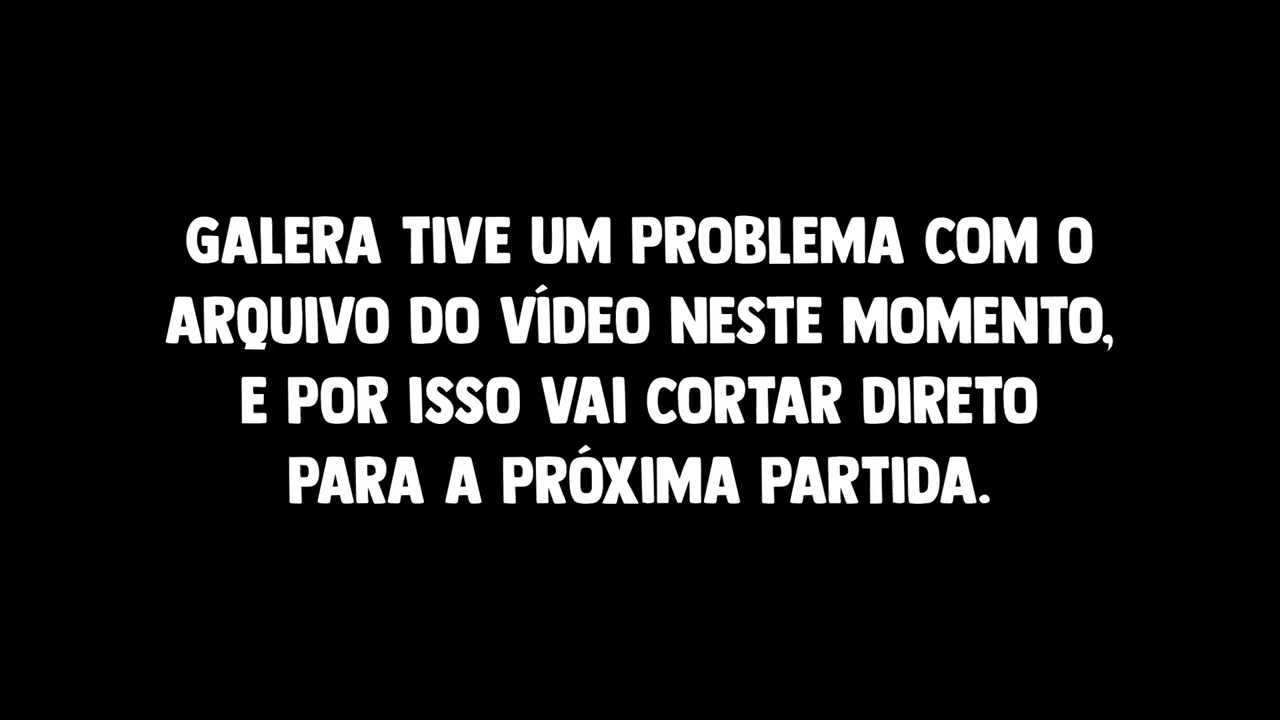 GALERA TIVE UM PROBLEMA COM O
ARQUIVO DO VÍDEO NESTE MOMENTO,
E POR ISSO VAI CORTAR DIRETO
PARA A PRÓXIMA PARTIDA.